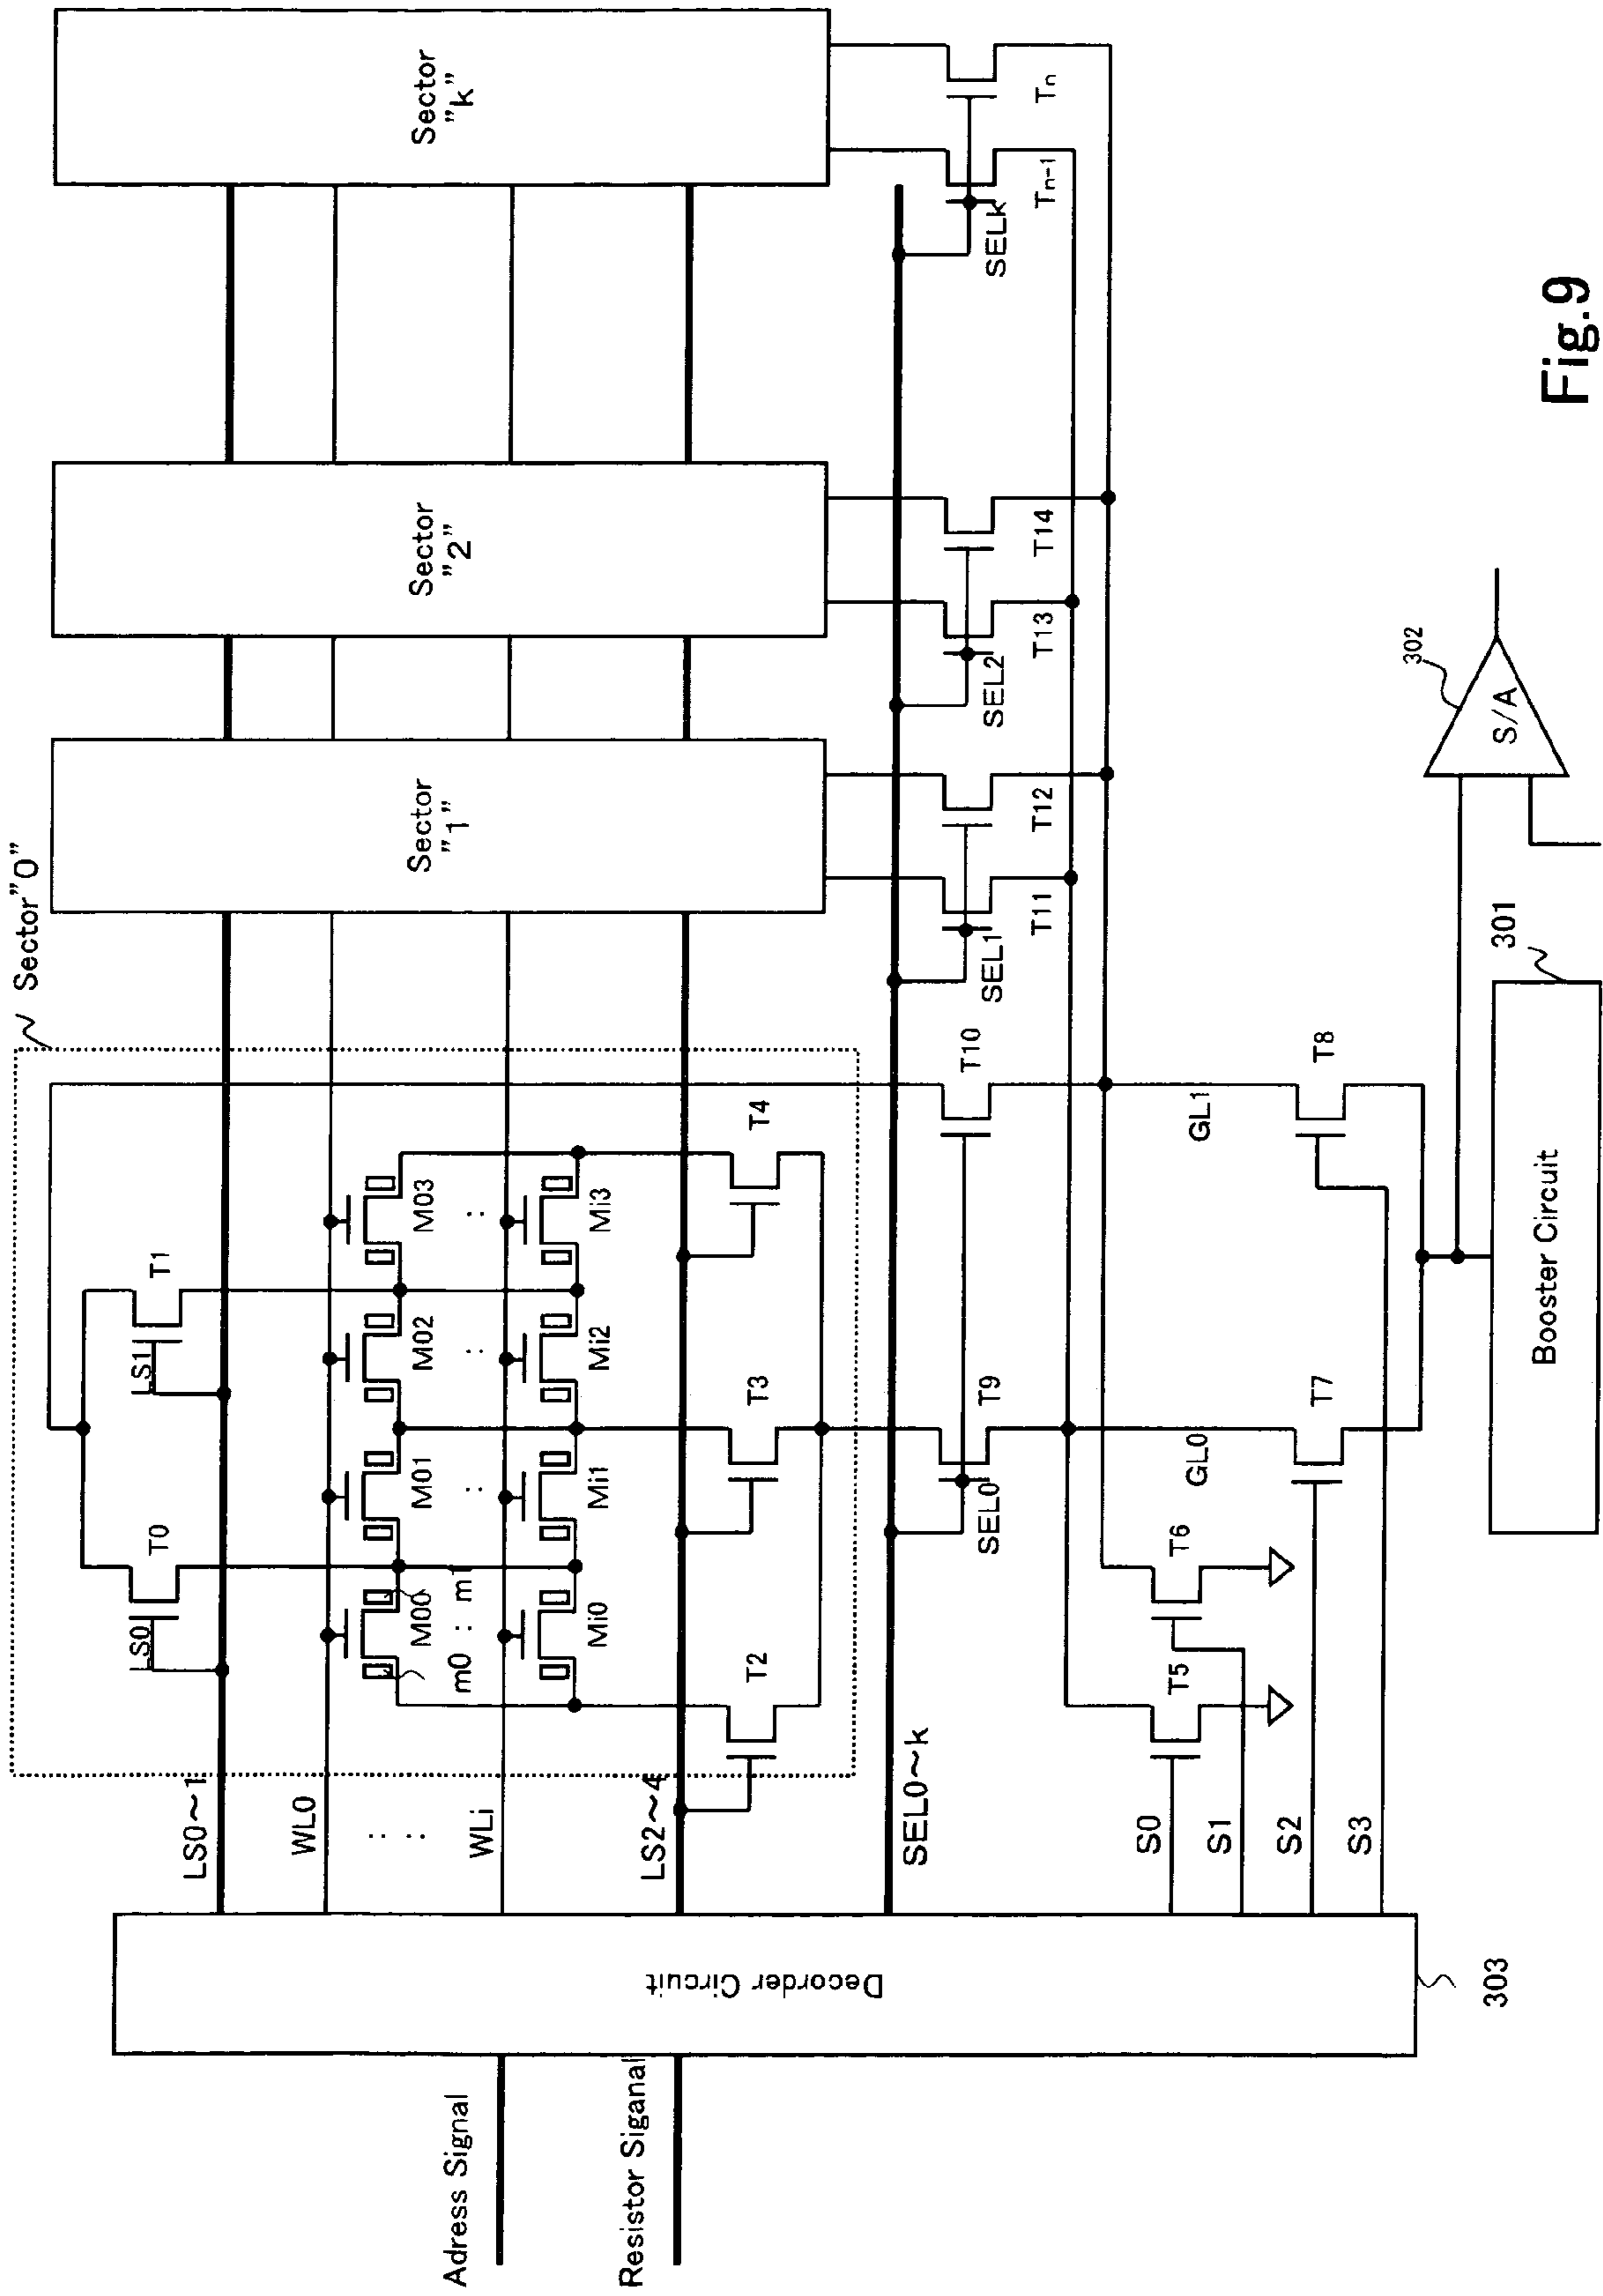 Sector"0"
Sector
"1"
Sector
"2"
Sector
"k"
LS0
T0
LS1
T1
LS0~1
WL0
M00
M01
M02
M03
m0
:
m1
: :
: :
: :
: :
WLi
Mi0
Mi1
Mi2
Mi3
LS2~4
T2
T3
T4
SEL0~k
SEL0
T9
T10
SEL1
T11
T12
SEL2
T13
T14
SELk
Tn-1
Tn
Decorder Circuit
Adress Signal
Resistor Siganal
303
S0
S1
S2
S3
T5
T6
GL0
T7
GL1
T8
Booster Circuit
301
S/A
302
Fig.9